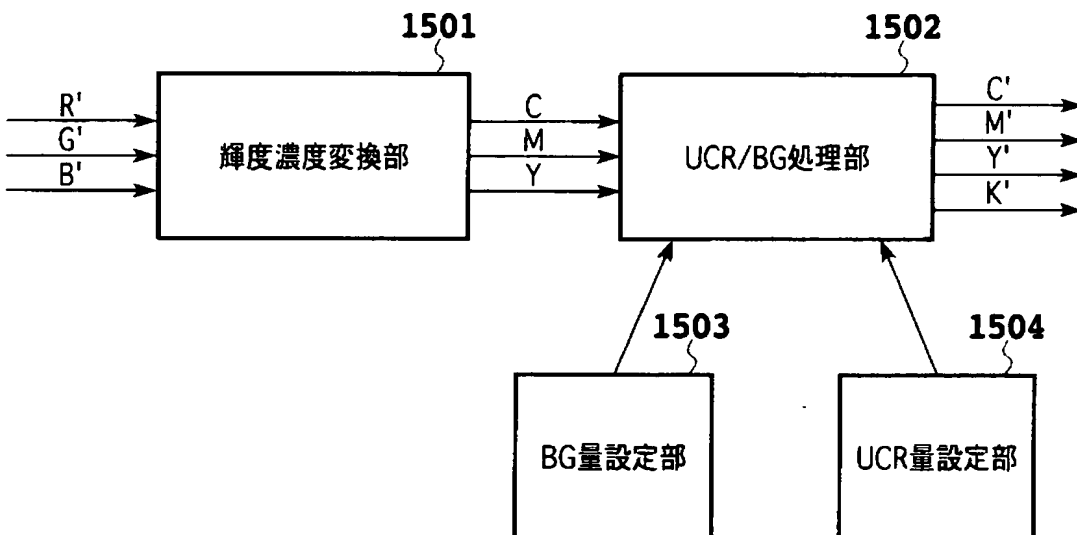 1501
1502
R'
G'
B'
輝度濃度変換部
C
M
Y
UCR/BG処理部
C'
M'
Y'
K'
1503
1504
BG量設定部
UCR量設定部